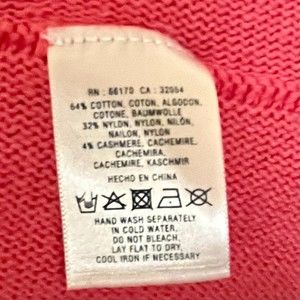 RN : 66170 CA : 32054
64% COTTON, COTON, ALGODON,
COTONE, BAUMWOLLE
32% NYLON, NYLON, NILÓN,
NAILON, NYLON
4% CASHMERE, CACHEMIRE,
CACHEMIRA,
CACHEMIRE, KASCHMIR
HECHO EN CHINA
HAND WASH SEPARATELY
IN COLD WATER.
DO NOT BLEACH.
LAY FLAT TO DRY.
COOL IRON IF NECESSARY